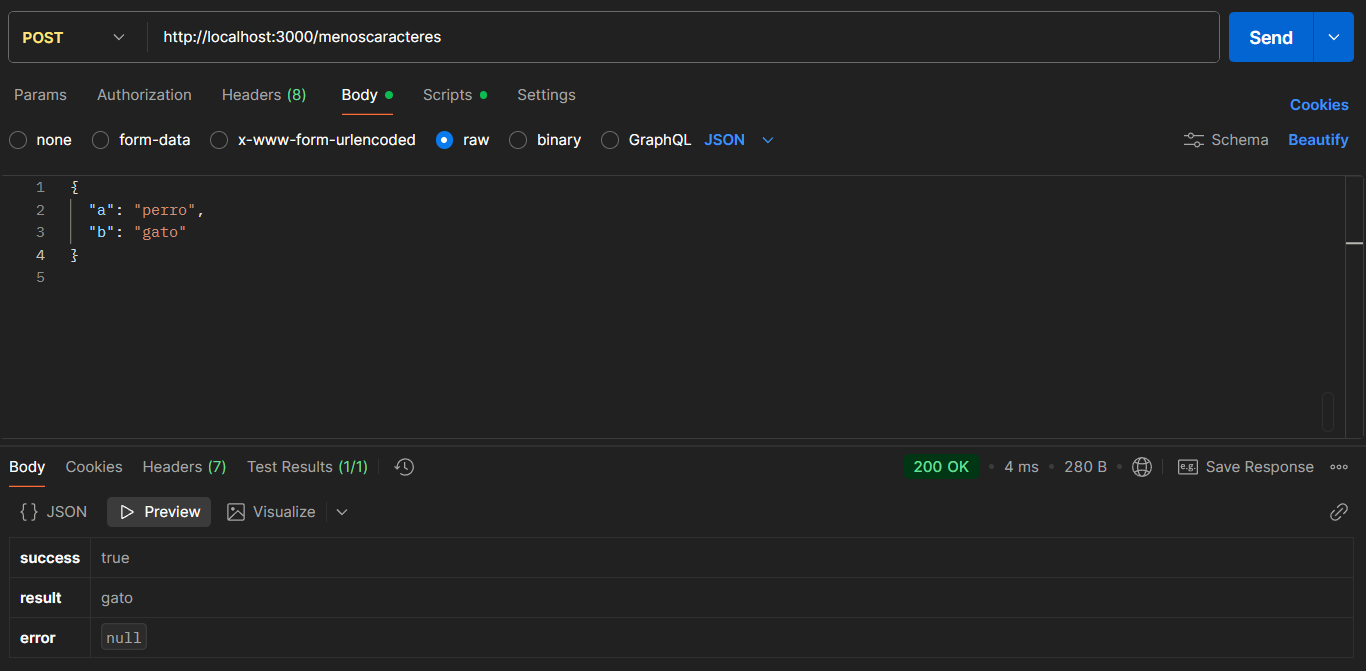 POST http://localhost:3000/menoscaracteres Send
Params Authorization Headers (8) Body Scripts Settings Cookies
none form-data x-www-form-urlencoded raw binary GraphQL JSON Schema Beautify
1 {
2 "a": "perro",
3 "b": "gato"
4 }
5
Body Cookies Headers (7) Test Results (1/1) 200 OK • 4 ms • 280 B • e.g. Save Response
{} JSON Preview Visualize
success true
result gato
error null